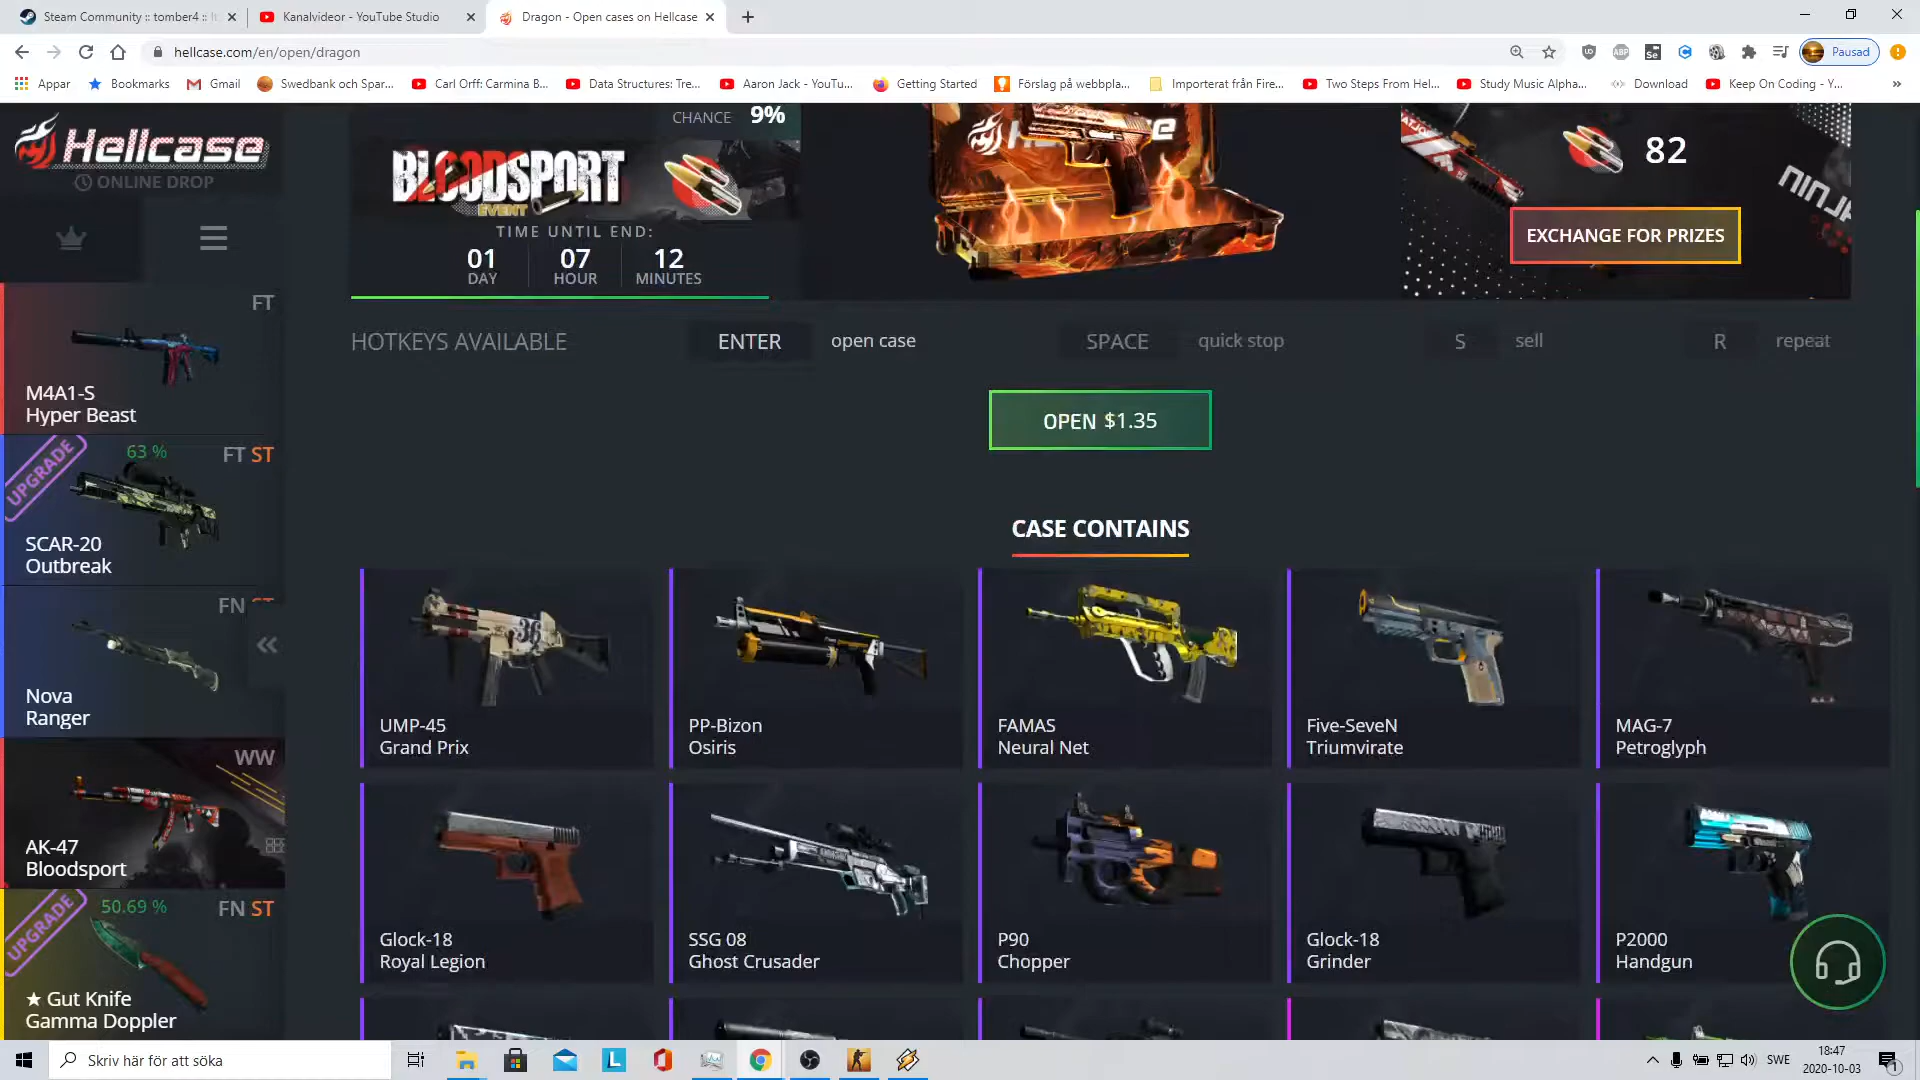 Steam Community :: tomber4 :: It
Kanalvideor - YouTube Studio
Dragon - Open cases on Hellcase
hellcase.com/en/open/dragon
Pausad
Appar
Bookmarks
Gmail
Swedbank och Spar...
Carl Orff: Carmina B...
Data Structures: Tre...
Aaron Jack - YouTu...
Getting Started
Förslag på webbpla...
Importerat från Fire...
Two Steps From Hel...
Study Music Alpha...
Download
Keep On Coding - Y...
Hellcase
ONLINE DROP
FT
M4A1-S
Hyper Beast
UPGRADE
63 %
FT ST
SCAR-20
Outbreak
FN ST
Nova
Ranger
WW
AK-47
Bloodsport
UPGRADE
50.69 %
FN ST
★ Gut Knife
Gamma Doppler
CHANCE 9%
BLOODSPORT
EVENT
TIME UNTIL END:
01 07 12
DAY HOUR MINUTES
82
EXCHANGE FOR PRIZES
HOTKEYS AVAILABLE
ENTER open case
SPACE quick stop
S sell
R repeat
OPEN $1.35
CASE CONTAINS
UMP-45
Grand Prix
PP-Bizon
Osiris
FAMAS
Neural Net
Five-SeveN
Triumvirate
MAG-7
Petroglyph
Glock-18
Royal Legion
SSG 08
Ghost Crusader
P90
Chopper
Glock-18
Grinder
P2000
Handgun
Skriv här för att söka
SWE
18:47
2020-10-03